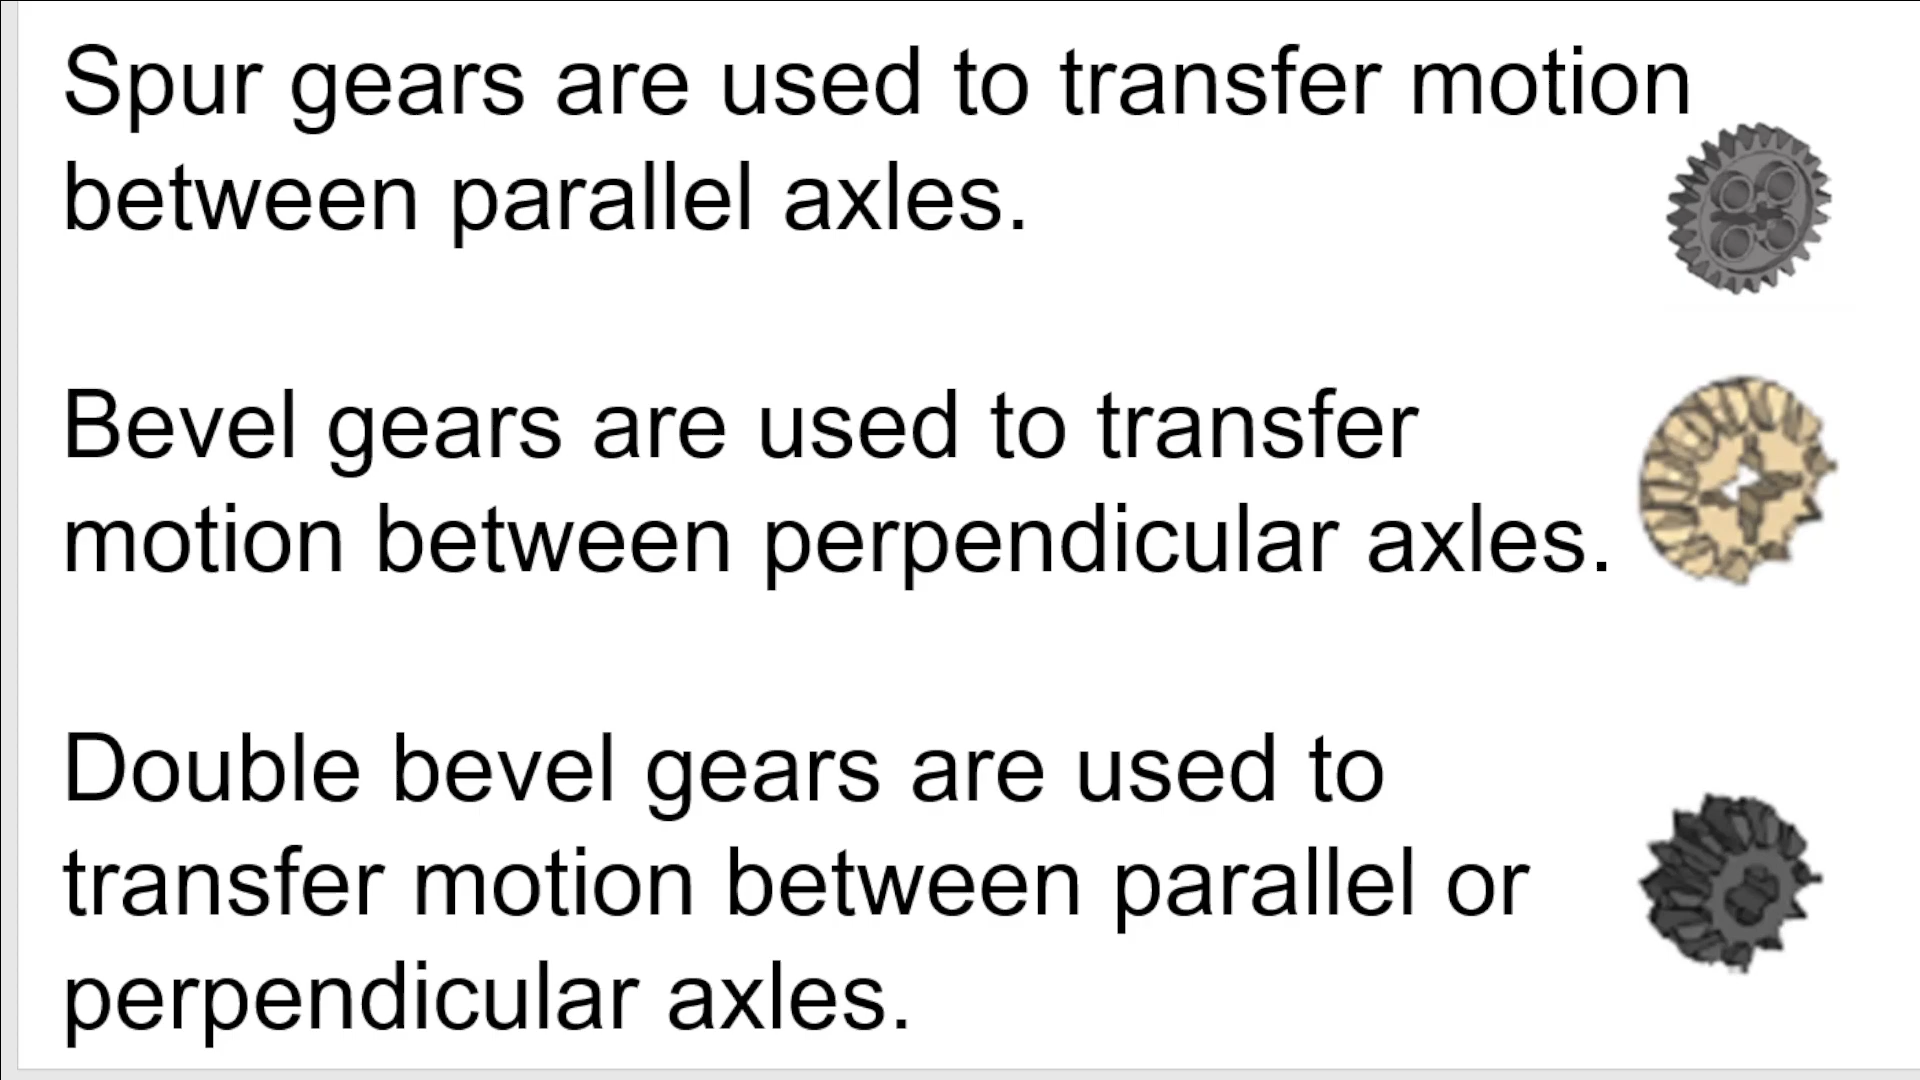 Spur gears are used to transfer motion
between parallel axles.
Bevel gears are used to transfer
motion between perpendicular axles.
Double bevel gears are used to
transfer motion between parallel or
perpendicular axles.